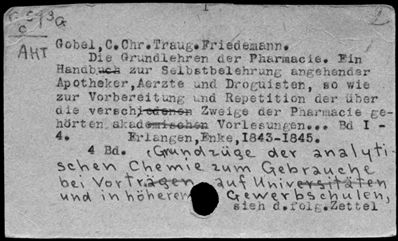 Gobel, C. Chr. Traug. Friedemann.
AHT
Die Grundlehren der Pharmacie. Ein
Handbuch zur Selbstbelehrung angehender
Apotheker, Aerzte und Droguisten, so wie
zur Vorbereitung und Repetition der über
die verschiedenen Zweige der Pharmacie ge-
hörten akademischen Vorlesungen... Bd I -
4. Erlangen, Enke, 1843-1845.
4 Bd. (Grundzüge der analyti-
schen Chemie zum Gebrauche
bei Vorträgen auf Universitäten
und in höheren Gewerbschulen,
sieh d. folg. Zettel